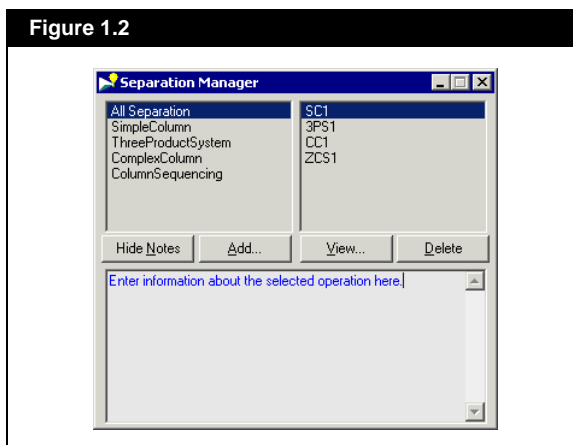 Figure 1.2
Separation Manager
All Separation
SimpleColumn
ThreeProductSystem
ComplexColumn
ColumnSequencing
SC1
3PS1
CC1
ZCS1
Hide Notes
Add...
View...
Delete
Enter information about the selected operation here.